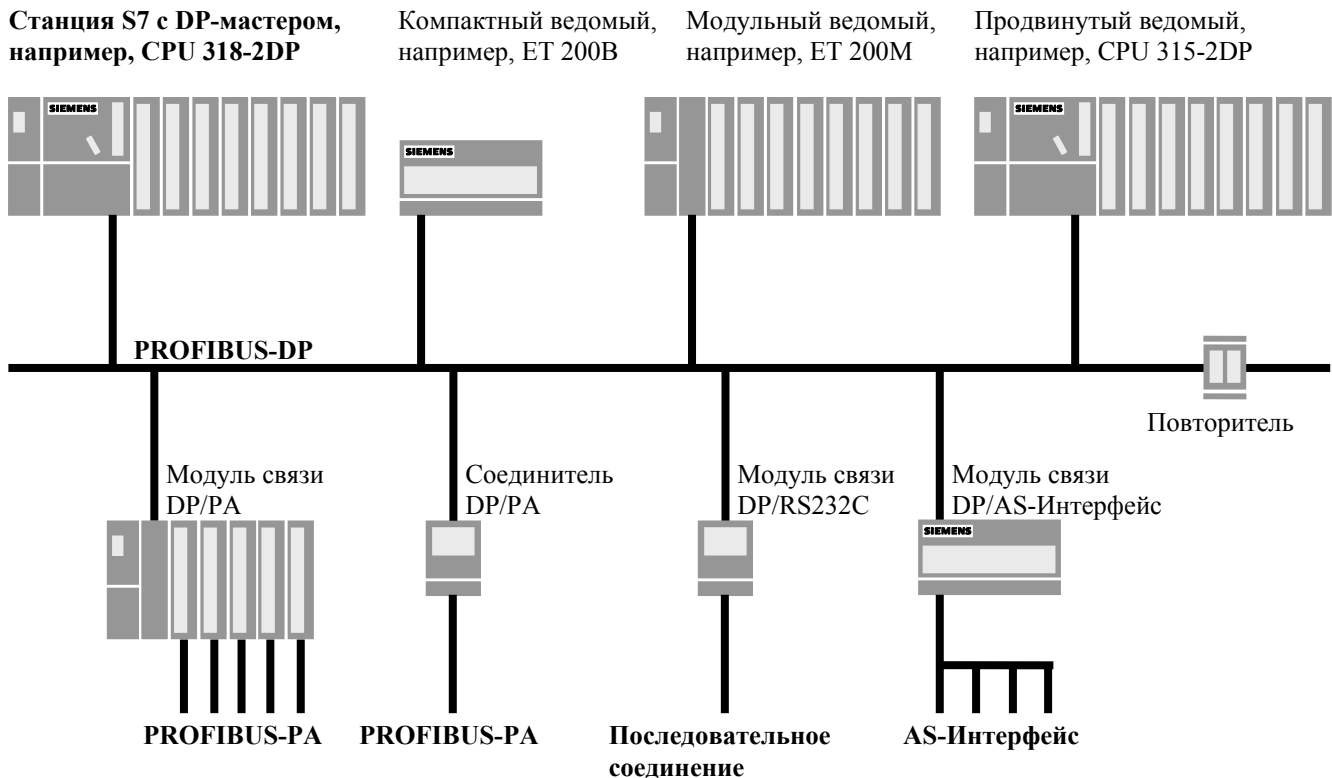 Станция S7 с DP-мастером,
например, CPU 318-2DP
Компактный ведомый,
например, ET 200B
Модульный ведомый,
например, ET 200M
Продвинутый ведомый,
например, CPU 315-2DP
SIEMENS
SIEMENS
SIEMENS
PROFIBUS-DP
Повторитель
Модуль связи
DP/PA
Соединитель
DP/PA
Модуль связи
DP/RS232C
Модуль связи
DP/AS-Интерфейс
SIEMENS
PROFIBUS-PA
PROFIBUS-PA
Последовательное
соединение
AS-Интерфейс